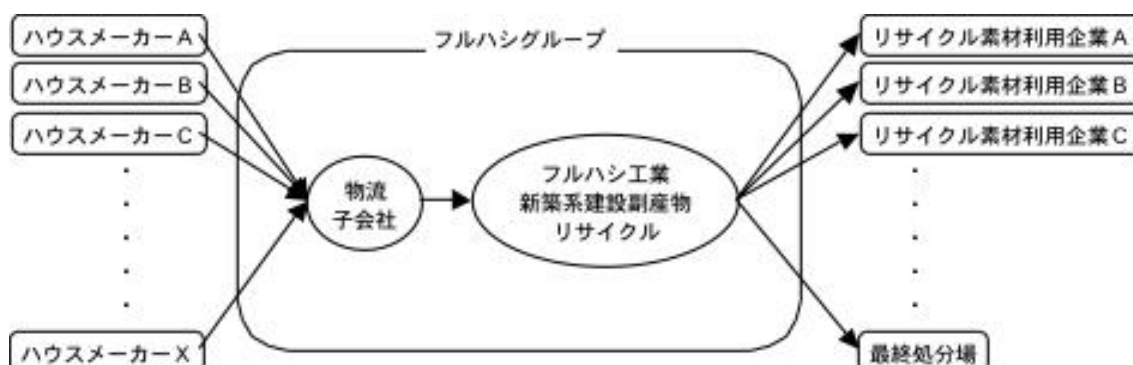 ハウスメーカーA
ハウスメーカーB
ハウスメーカーC
ハウスメーカーX
フルハシグループ
物流
子会社
フルハシ工業
新築系建設副産物
リサイクル
リサイクル素材利用企業A
リサイクル素材利用企業B
リサイクル素材利用企業C
最終処分場